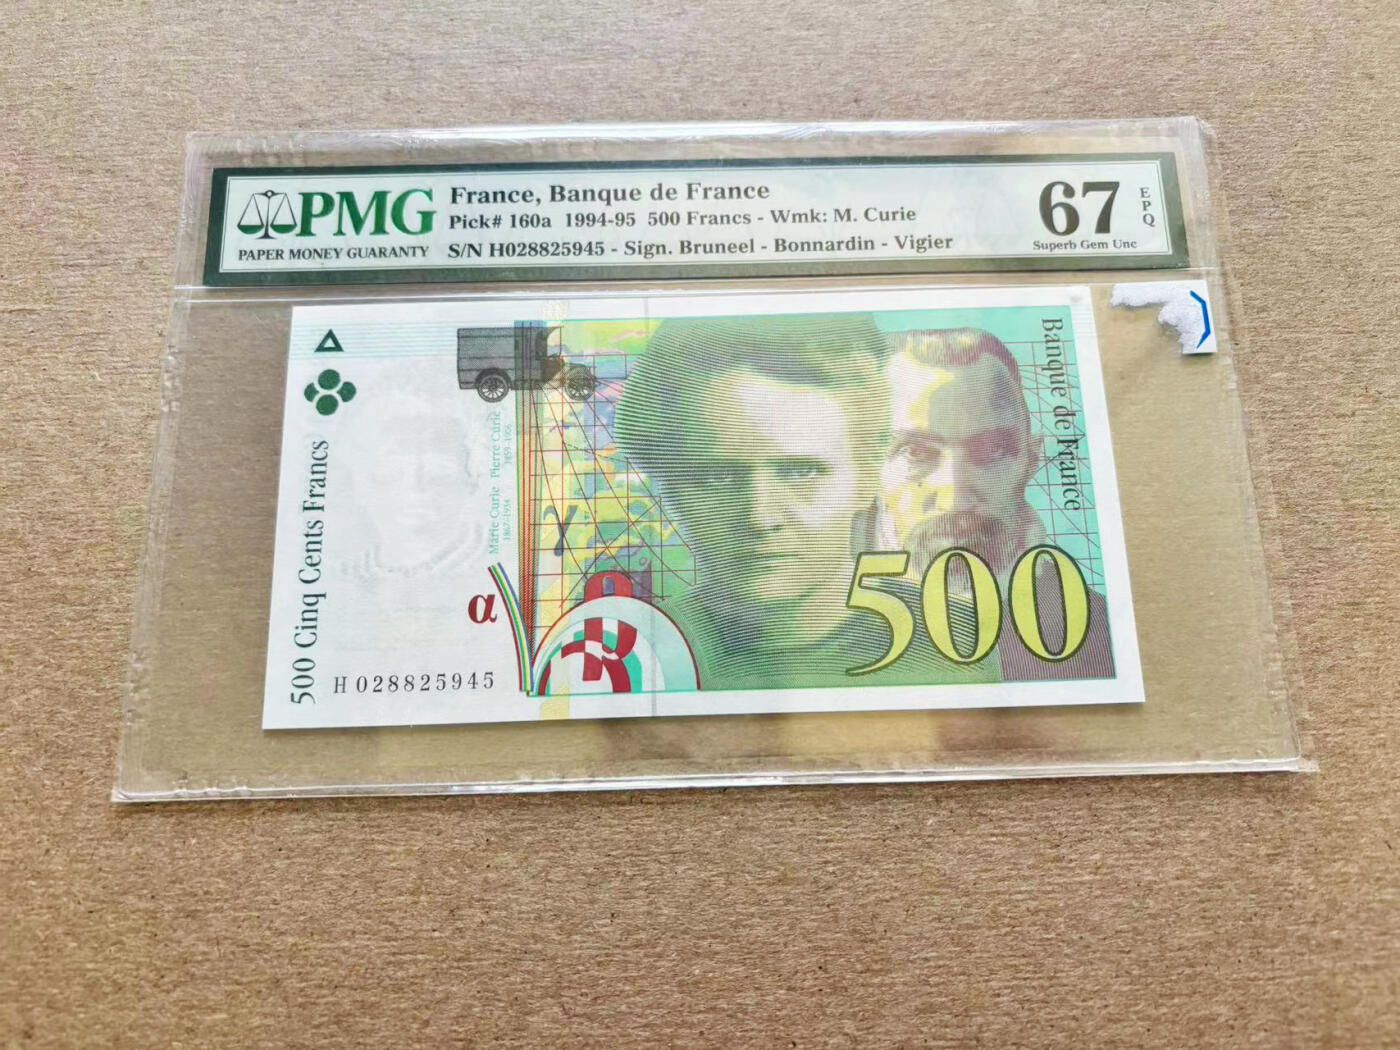 PMG
PAPER MONEY GUARANTY
France, Banque de France
Pick# 160a 1994-95 500 Francs - Wmk: M. Curie
S/N H028825945 - Sign. Bruneel - Bonnardin - Vigier
67
EPQ
Superb Gem Unc
500 Cinq Cents Francs
Marie Curie Pierre Curie
1867-1934 1859-1906
Banque de France
γ
α
500
H 028825945